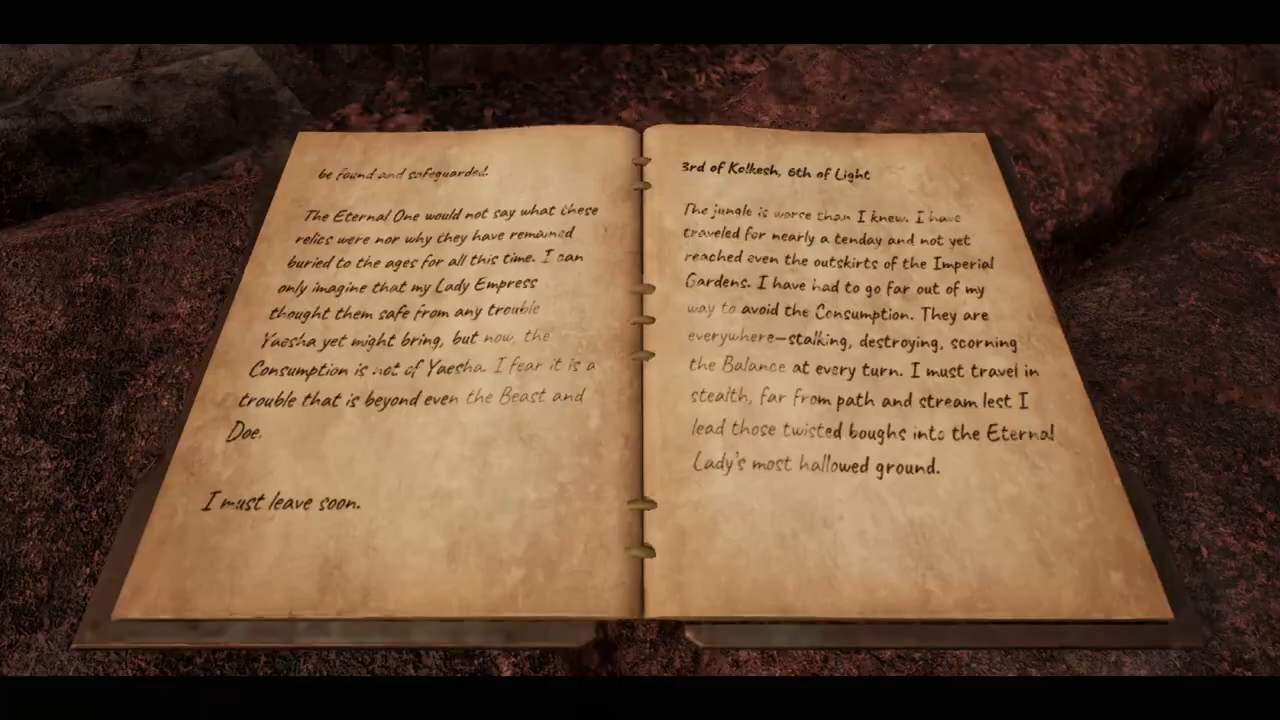 be found and safeguarded.
The Eternal One would not say what these
relics were nor why they have remained
buried to the ages for all this time. I can
only imagine that my Lady Empress
thought them safe from any trouble
Yaesha yet might bring, but now, the
Consumption is not of Yaesha. I fear it is a
trouble that is beyond even the Beast and
Doe.
I must leave soon.
3rd of Kelkesh, 6th of Light
The jungle is worse than I knew. I have
traveled for nearly a tenday and not yet
reached even the outskirts of the Imperial
Gardens. I have had to go far out of my
way to avoid the Consumption. They are
everywhere—stalking, destroying, scorning
the Balance at every turn. I must travel in
stealth, far from path and stream lest I
lead those twisted boughs into the Eternal
Lady's most hallowed ground.